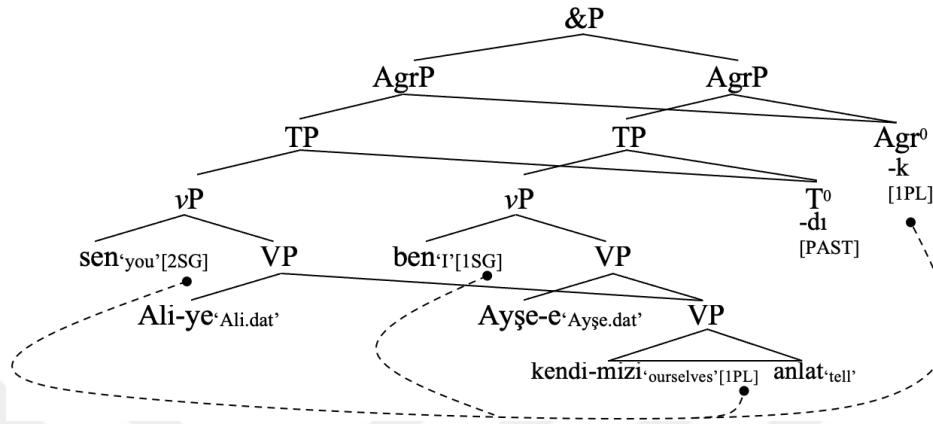 &P
AgrP AgrP
TP TP Agr⁰
-k
[1PL]
vP vP T⁰
-dı
[PAST]
sen‘you’[2SG] VP ben‘I’[1SG] VP
Ali-ye‘Ali.dat’ Ayşe-e‘Ayşe.dat’ VP
kendi-mizi‘ourselves’[1PL] anlat‘tell’